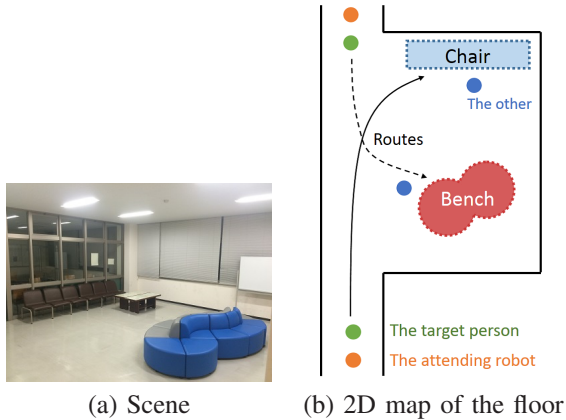 Chair
The other
Routes
Bench
The target person
The attending robot
(a) Scene
(b) 2D map of the floor